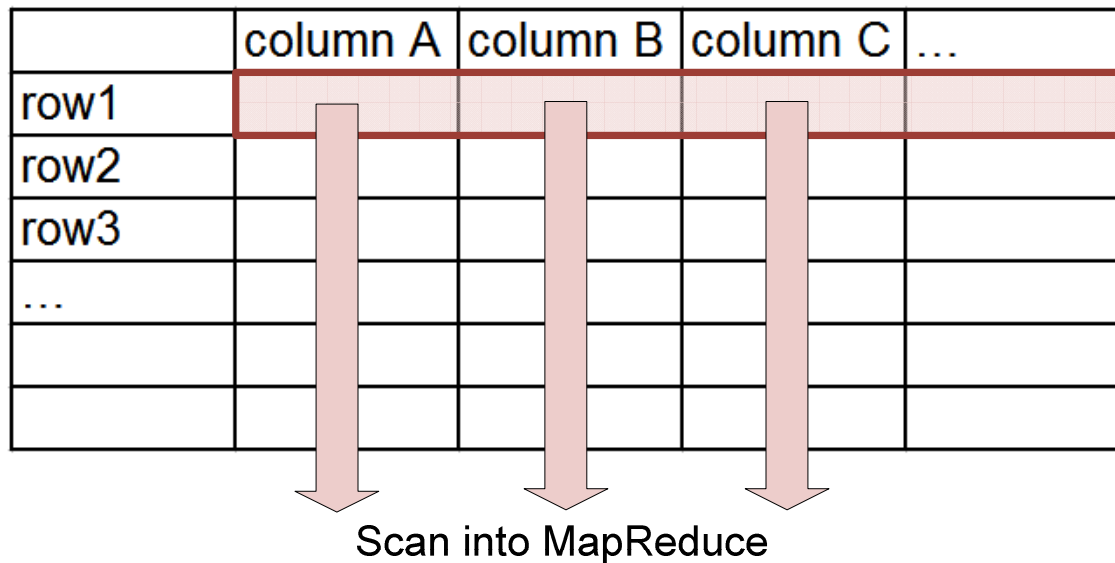 column A column B column C ...
row1
row2
row3
...
Scan into MapReduce